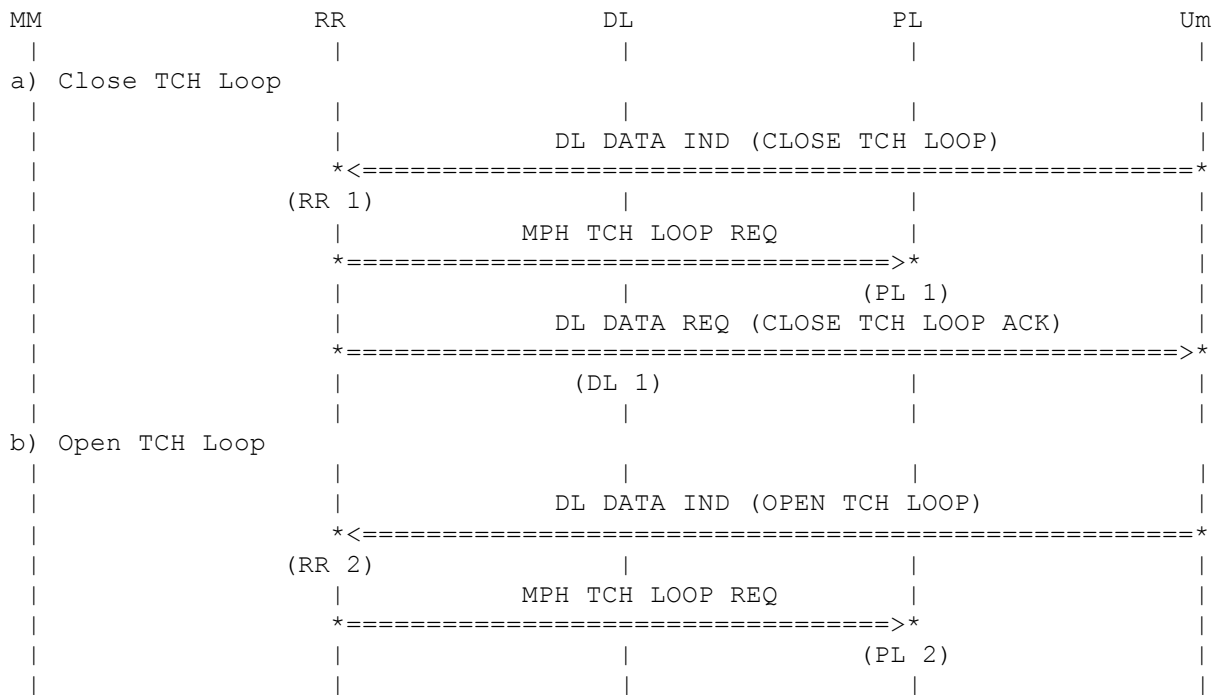 MM RR DL PL Um
| | | | |
a) Close TCH Loop
| | | | |
| | DL DATA IND (CLOSE TCH LOOP) |
| *<====================================================*
| (RR 1) | | |
| | MPH TCH LOOP REQ | |
| *==================================>* |
| | | (PL 1) |
| | DL DATA REQ (CLOSE TCH LOOP ACK) |
| *====================================================>*
| | (DL 1) | |
| | | | |
b) Open TCH Loop
| | | | |
| | DL DATA IND (OPEN TCH LOOP) |
| *<====================================================*
| (RR 2) | | |
| | MPH TCH LOOP REQ | |
| *==================================>* |
| | | (PL 2) |
| | | | |